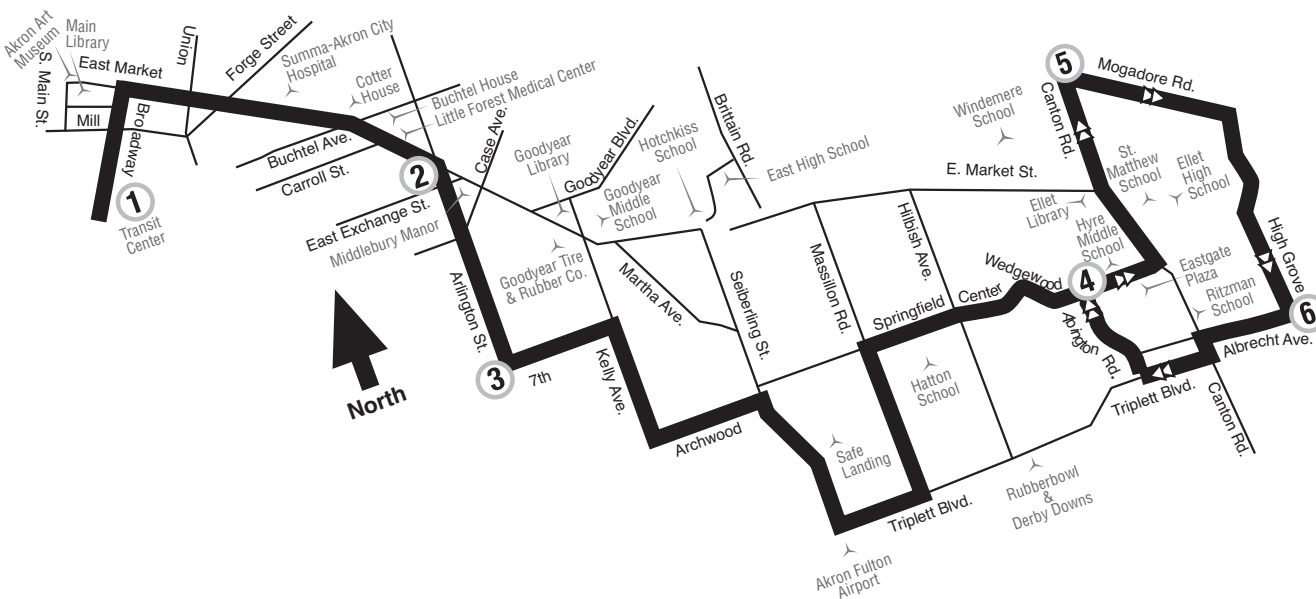 Akron Art
Museum
Main
Library
S. Main St.
East Market
Mill
Union
Broadway
Forge Street
1
Transit
Center
Summa-Akron City
Hospital
Cotter
House
Buchtel House
Little Forest Medical Center
Buchtel Ave.
Carroll St.
2
Case Ave.
East Exchange St.
Middlebury Manor
Arlington St.
North
3
7th
Goodyear
Library
Goodyear Blvd.
Goodyear
Middle
School
Hotchkiss
School
Goodyear Tire
& Rubber Co.
Martha Ave.
Kelly Ave.
Archwood
Seiberling St.
Brittain Rd.
East High School
Massillon Rd.
Hilbish Ave.
E. Market St.
Windemere
School
Springfield
Center
Wedgewood
Hatton
School
Safe
Landing
Triplett Blvd.
Akron Fulton
Airport
Rubberbowl
&
Derby Downs
5
Mogadore Rd.
Canton Rd.
St.
Matthew
School
Ellet
High
School
Ellet
Library
Hyre
Middle
School
4
Abington Rd.
Eastgate
Plaza
Ritzman
School
High Grove
6
Albrecht Ave.
Triplett Blvd.
Canton Rd.